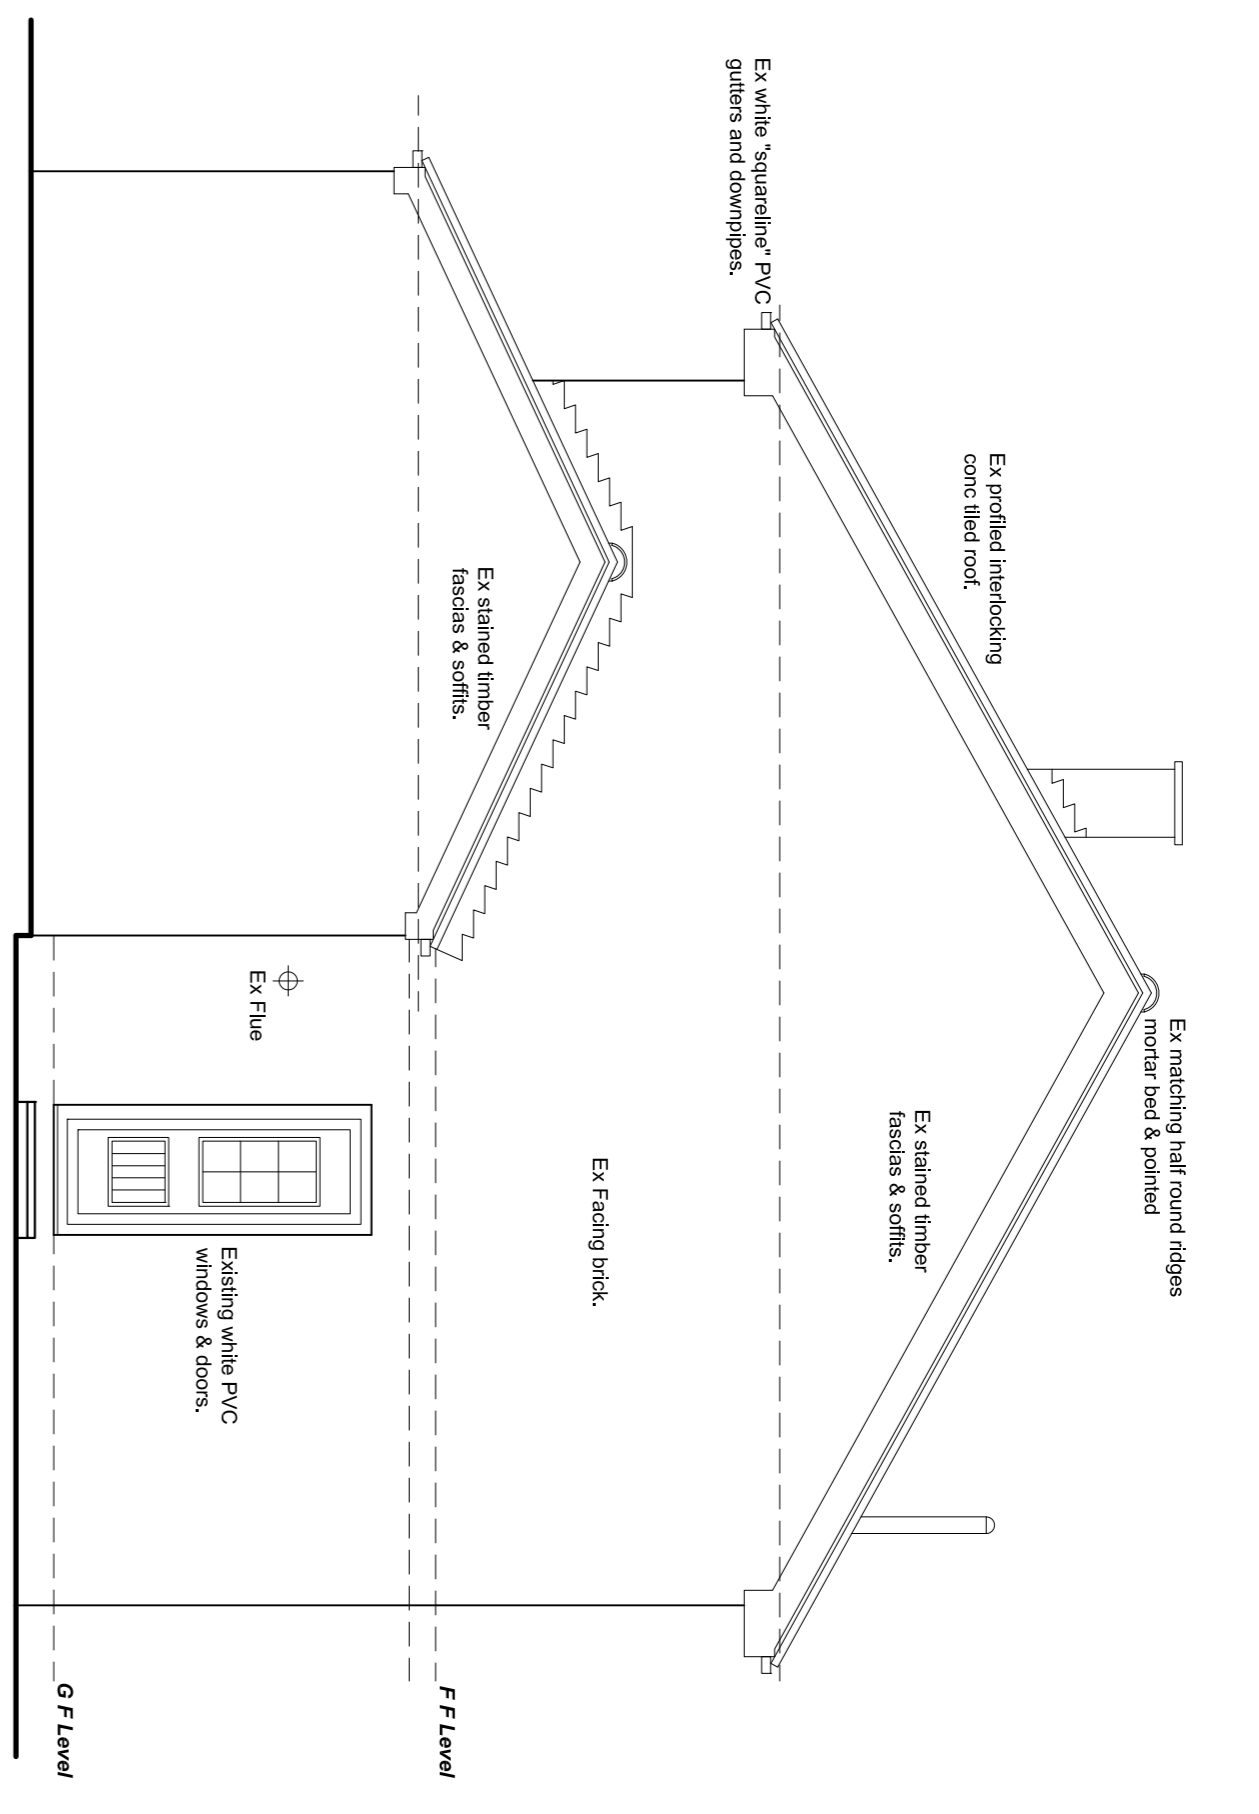 Ex matching half round ridges
mortar bed & pointed
Ex profiled interlocking
conc tiled roof.
Ex stained timber
fascias & soffits.
Ex white "squareline" PVC
gutters and downpipes.
Ex Facing brick.
Ex stained timber
fascias & soffits.
F F Level
Ex Flue
Existing white PVC
windows & doors.
G F Level